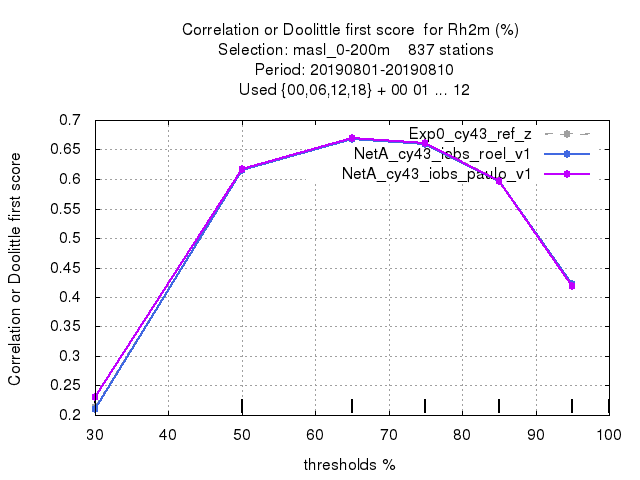 Correlation or Doolittle first score  for Rh2m (%)
Selection: masl_0-200m    837 stations
Period: 20190801-20190810
Used {00,06,12,18} + 00 01 ... 12
Correlation or Doolittle first score
0.7
0.65
0.6
0.55
0.5
0.45
0.4
0.35
0.3
0.25
0.2
Exp0_cy43_ref_z
NetA_cy43_iobs_roel_v1
NetA_cy43_iobs_paulo_v1
30 40 50 60 70 80 90 100
thresholds %